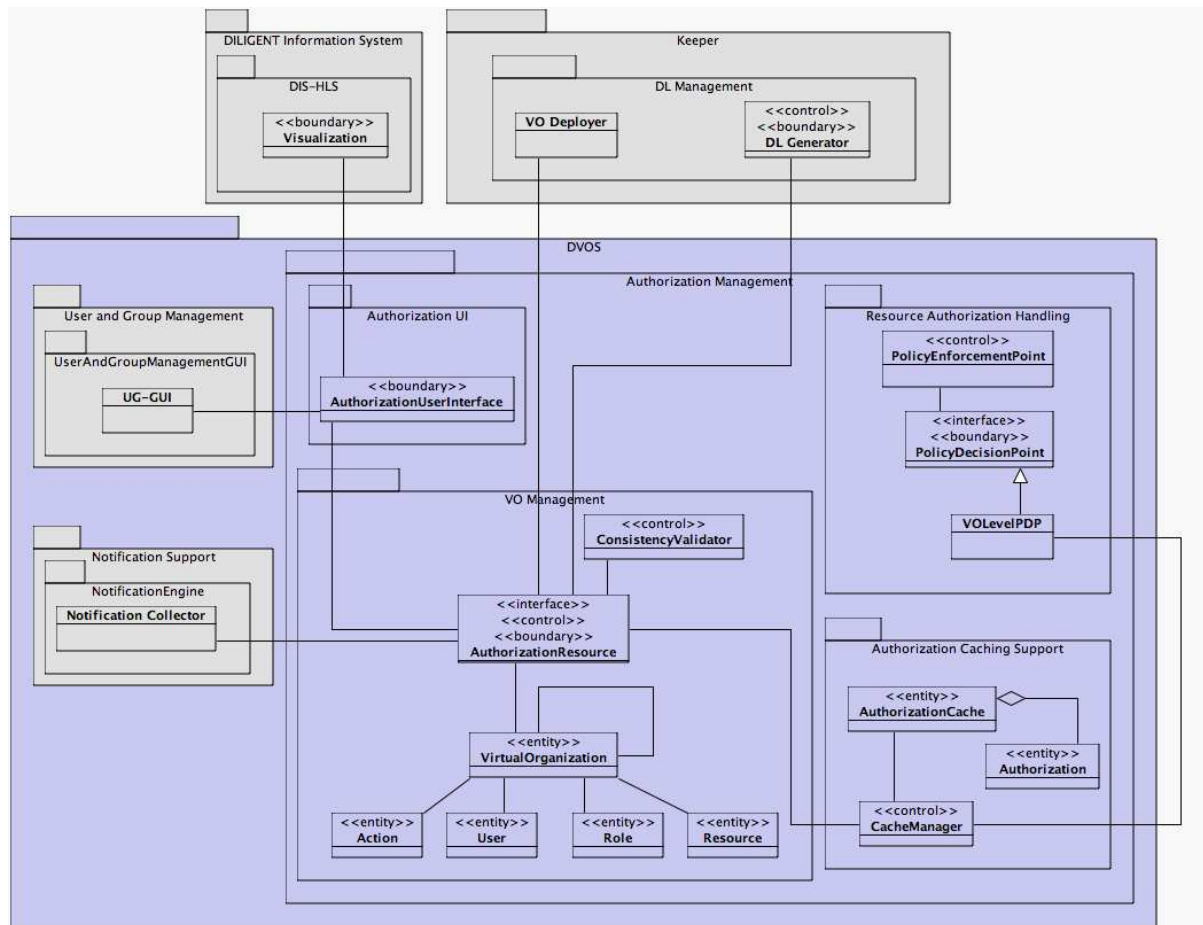 DILIGENT Information System
DIS-HLS
<<boundary>>
Visualization
Keeper
DL Management
VO Deployer
<<control>>
<<boundary>>
DL Generator
DVOS
User and Group Management
UserAndGroupManagementGUI
UG-GUI
Notification Support
NotificationEngine
Notification Collector
Authorization Management
Authorization UI
<<boundary>>
AuthorizationUserInterface
VO Management
<<control>>
ConsistencyValidator
<<interface>>
<<control>>
<<boundary>>
AuthorizationResource
<<entity>>
VirtualOrganization
<<entity>>
Action
<<entity>>
User
<<entity>>
Role
<<entity>>
Resource
Resource Authorization Handling
<<control>>
PolicyEnforcementPoint
<<interface>>
<<boundary>>
PolicyDecisionPoint
VOLevelPDP
Authorization Caching Support
<<entity>>
AuthorizationCache
<<entity>>
Authorization
<<control>>
CacheManager